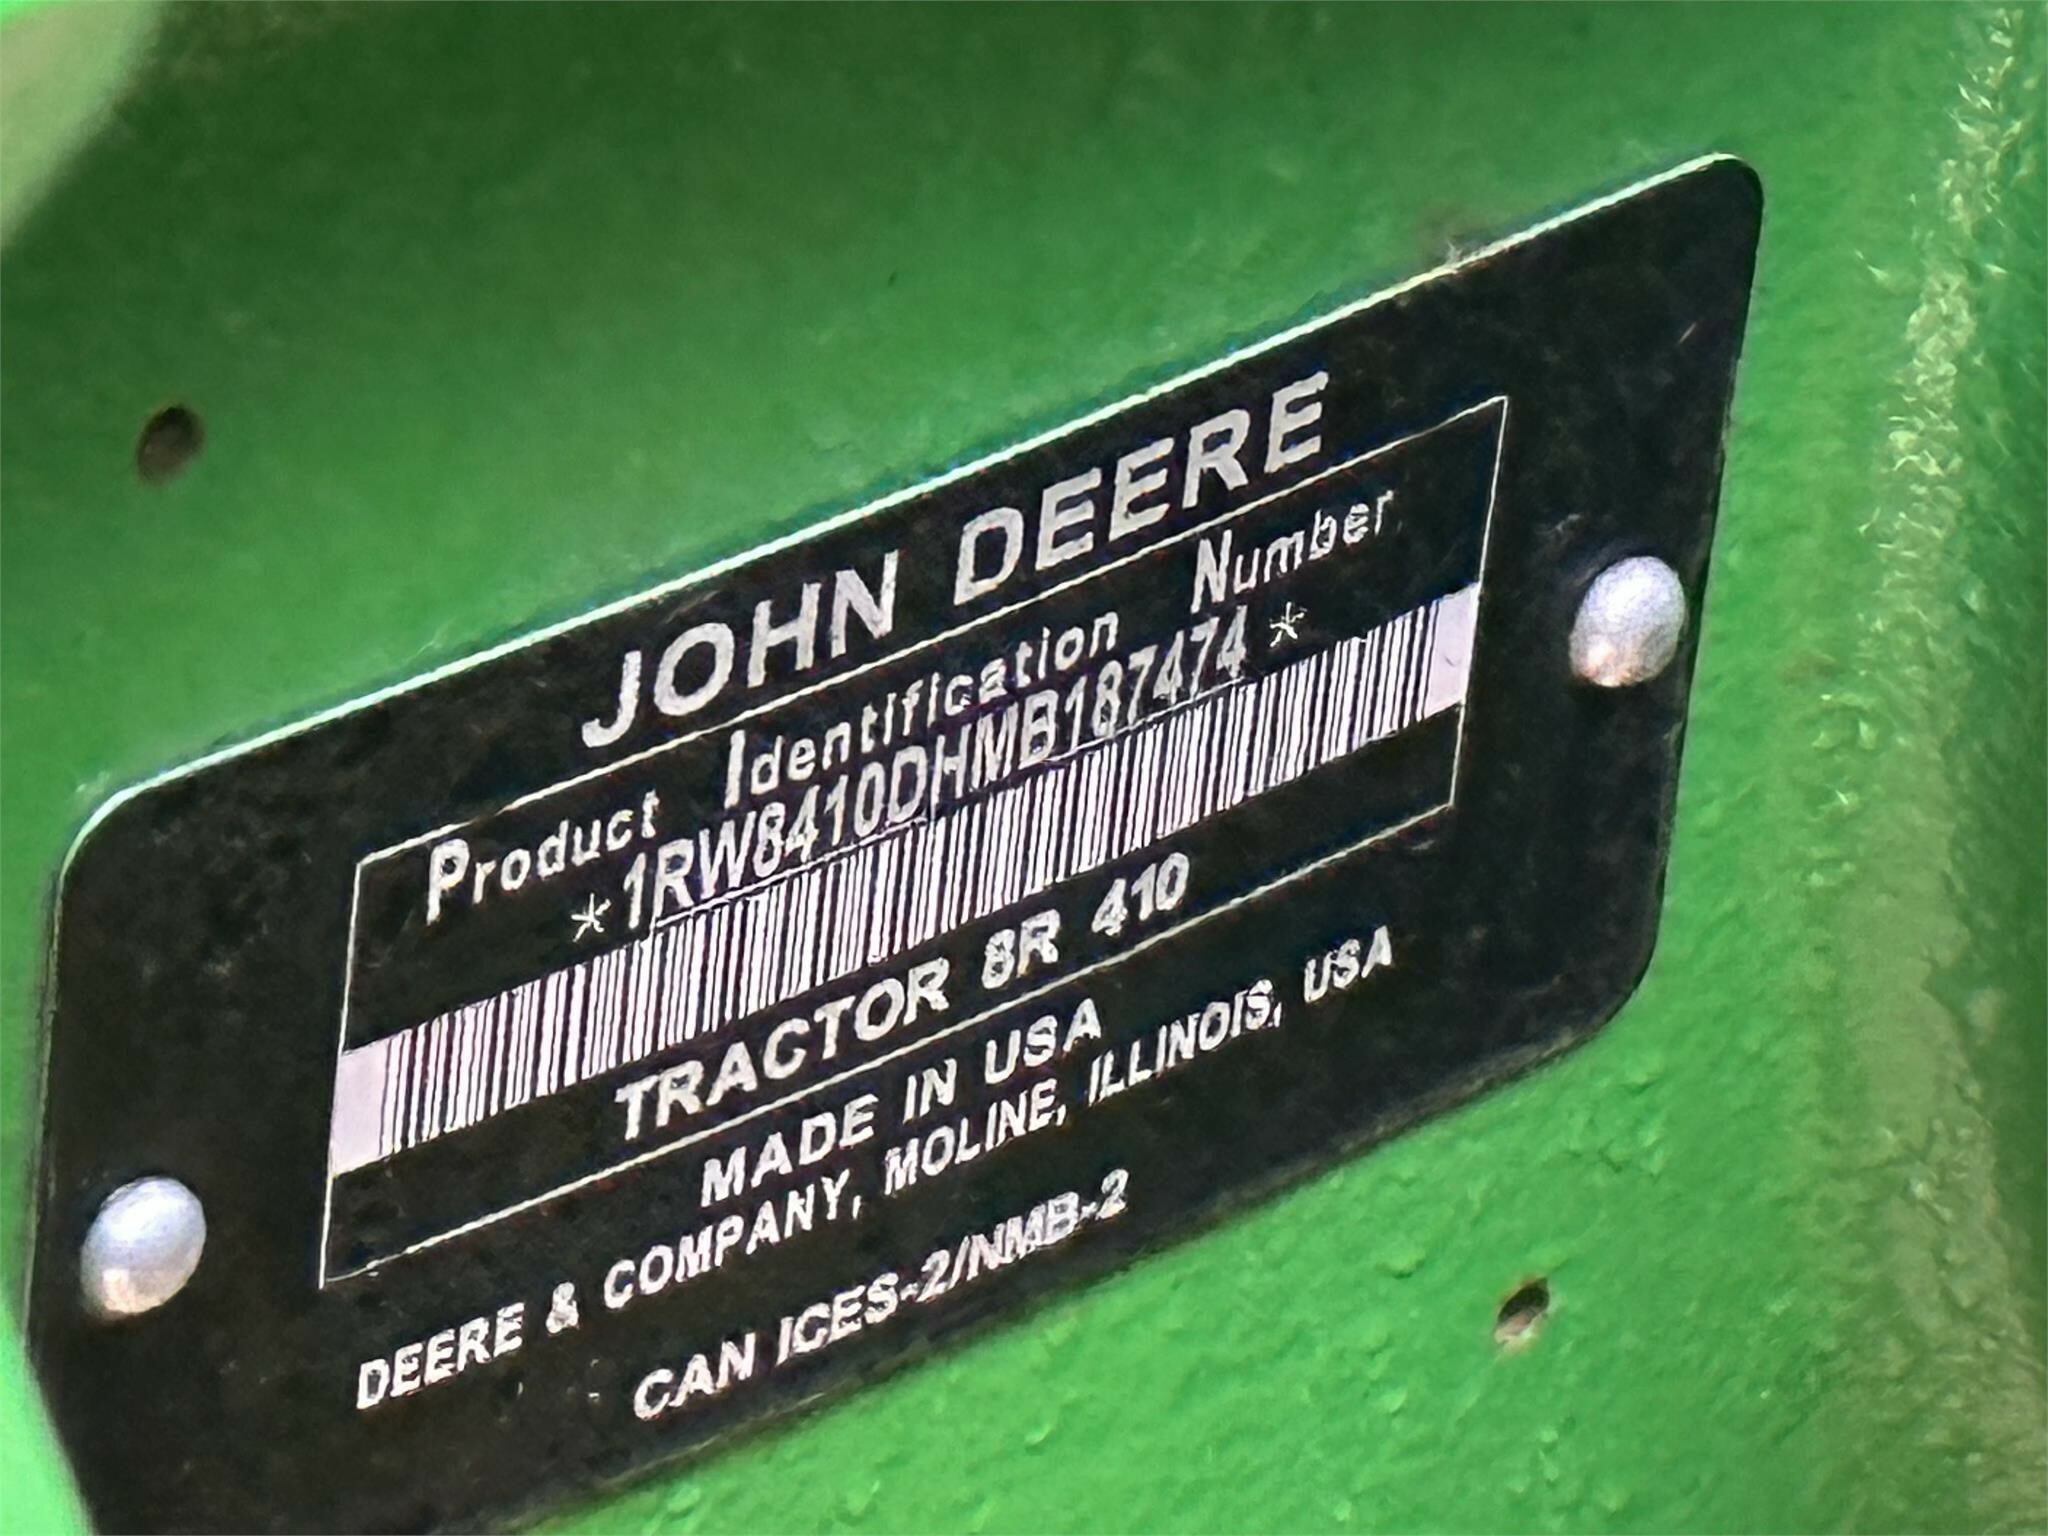 JOHN DEERE
Product Identification Number
*1RW8410DHMB187474*
TRACTOR 8R 410
MADE IN USA
DEERE & COMPANY, MOLINE, ILLINOIS, USA
CAN ICES-2/NMB-2